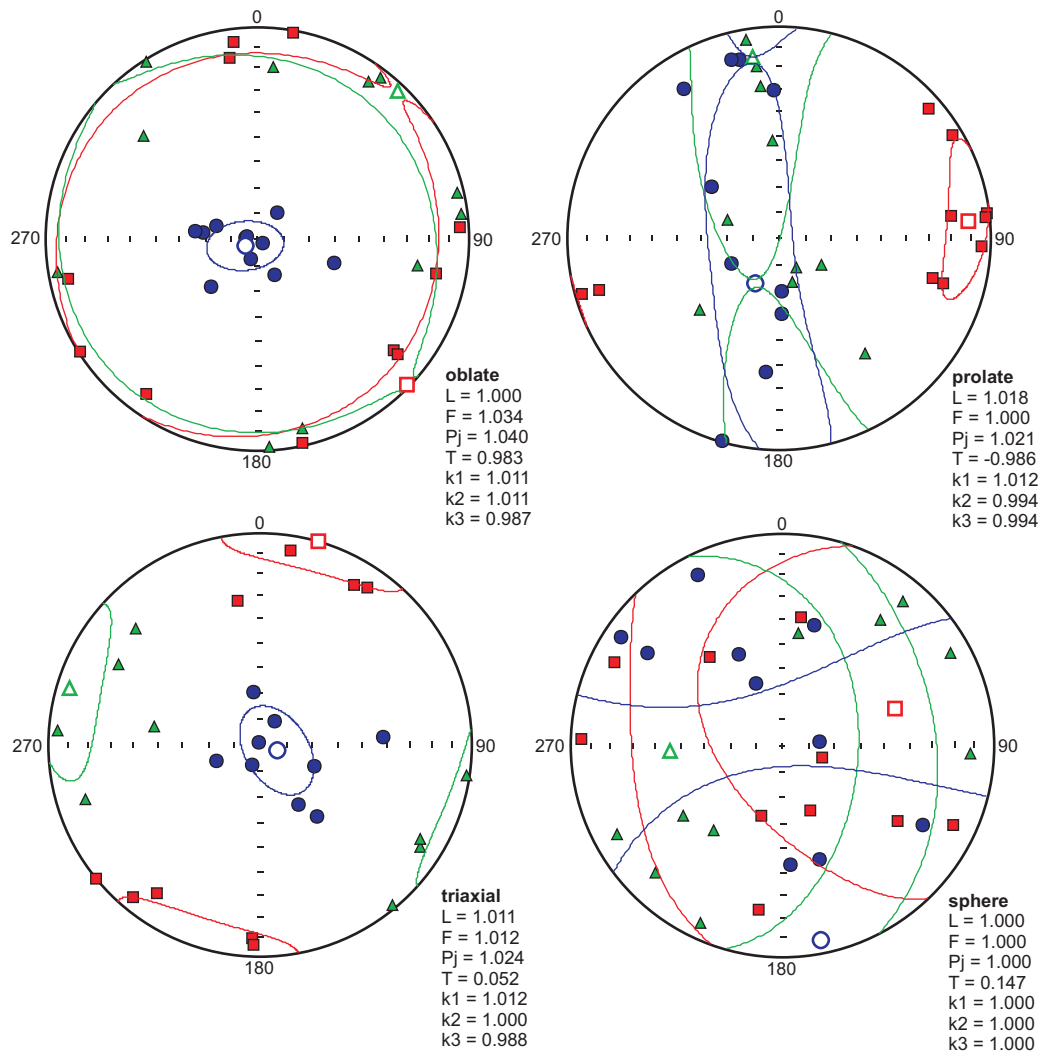 0
270
90
180
oblate
L = 1.000
F = 1.034
Pj = 1.040
T = 0.983
k1 = 1.011
k2 = 1.011
k3 = 0.987
0
270
90
180
prolate
L = 1.018
F = 1.000
Pj = 1.021
T = -0.986
k1 = 1.012
k2 = 0.994
k3 = 0.994
0
270
90
180
triaxial
L = 1.011
F = 1.012
Pj = 1.024
T = 0.052
k1 = 1.012
k2 = 1.000
k3 = 0.988
0
270
90
180
sphere
L = 1.000
F = 1.000
Pj = 1.000
T = 0.147
k1 = 1.000
k2 = 1.000
k3 = 1.000